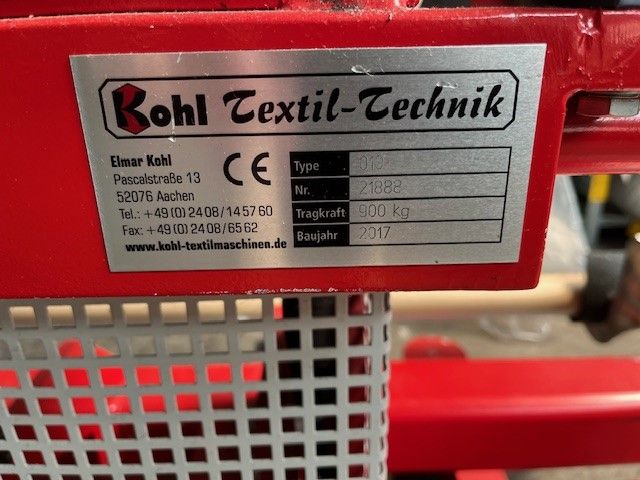 Kohl Textil-Technik
Elmar Kohl
Pascalstraße 13
52076 Aachen
Tel.: +49 (0) 24 08/14 57 60
Fax: +49 (0) 24 08/65 62
www.kohl-textilmaschinen.de
CE
Type
Nr. 21888
Tragkraft 900 kg
Baujahr 2017